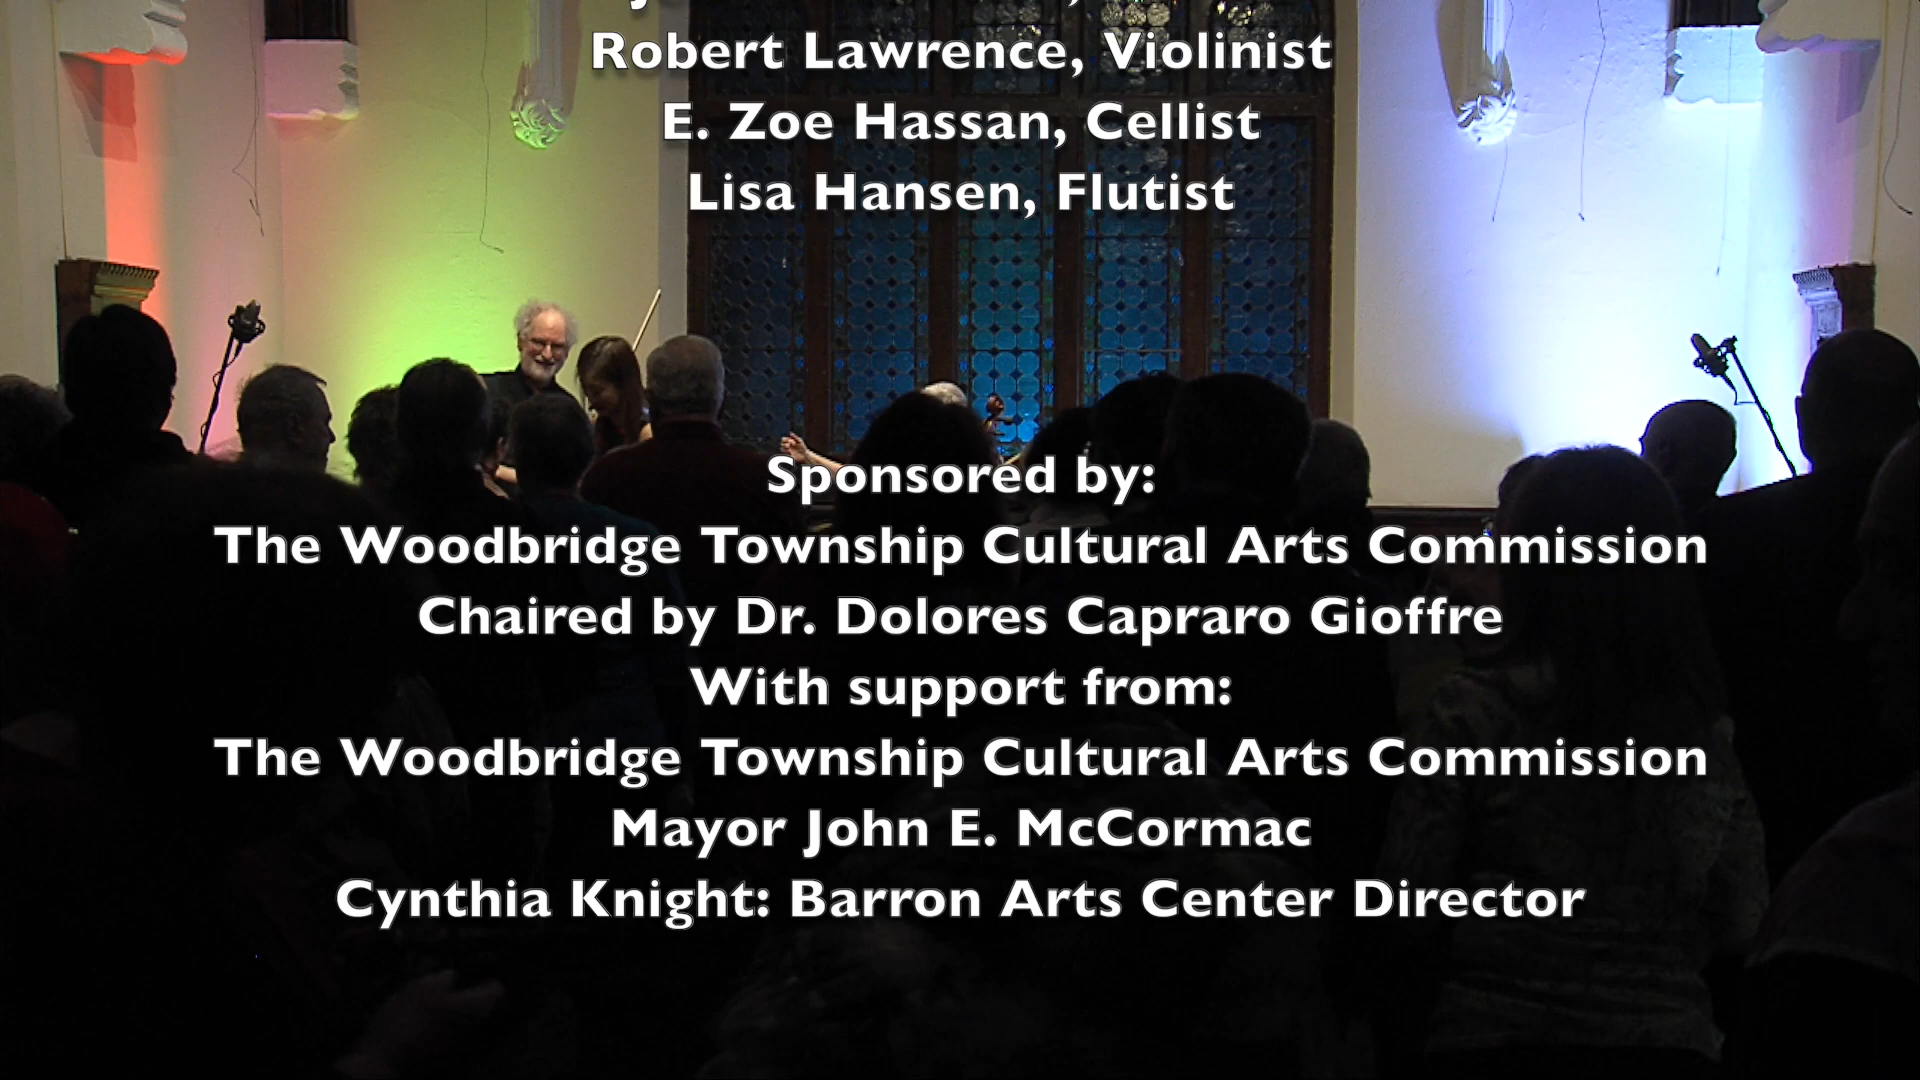 Robert Lawrence, Violinist
E. Zoe Hassan, Cellist
Lisa Hansen, Flutist
Sponsored by:
The Woodbridge Township Cultural Arts Commission
Chaired by Dr. Dolores Capraro Gioffre
With support from:
The Woodbridge Township Cultural Arts Commission
Mayor John E. McCormac
Cynthia Knight: Barron Arts Center Director